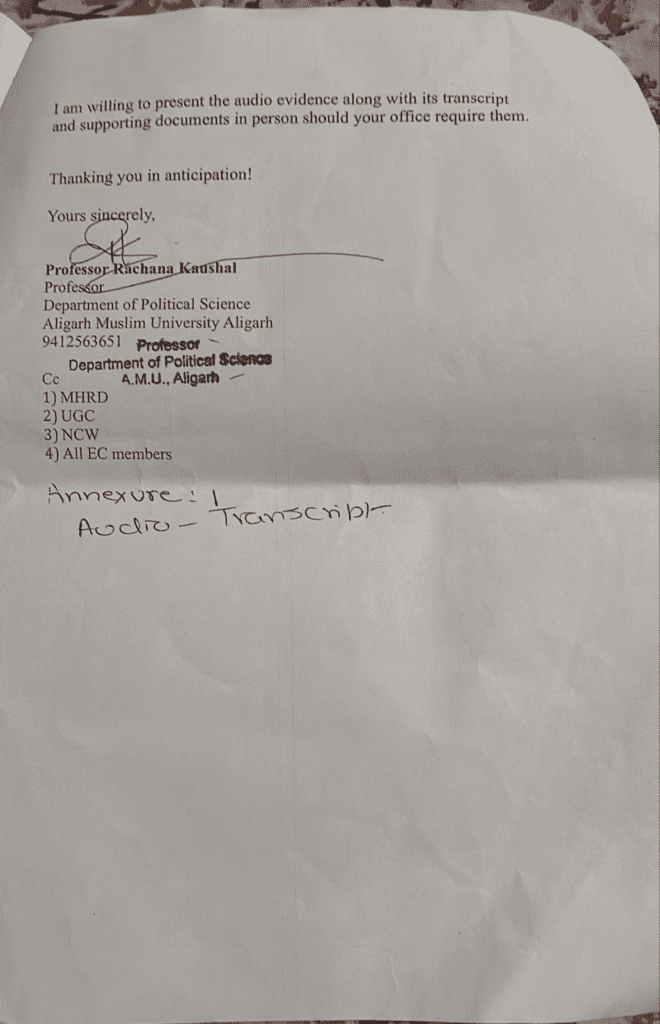 I am willing to present the audio evidence along with its transcript
and supporting documents in person should your office require them.
Thanking you in anticipation!
Yours sincerely,
Professor Rachana Kaushal
Professor
Department of Political Science
Aligarh Muslim University Aligarh
9412563651 Professor
Department of Political Science
Cc A.M.U., Aligarh
1) MHRD
2) UGC
3) NCW
4) All EC members
Annexure : 1
Audio - Transcript